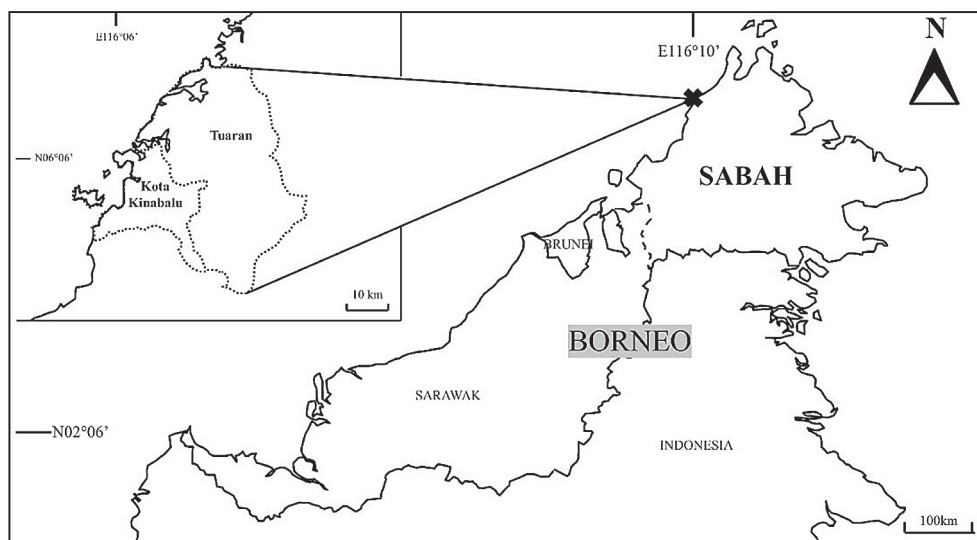 E116°06'
E116°10'
N
Tuaran
N06°06'
Kota
Kinabalu
SABAH
BRUNEI
10 km
BORNEO
SARAWAK
N02°06'
INDONESIA
100km